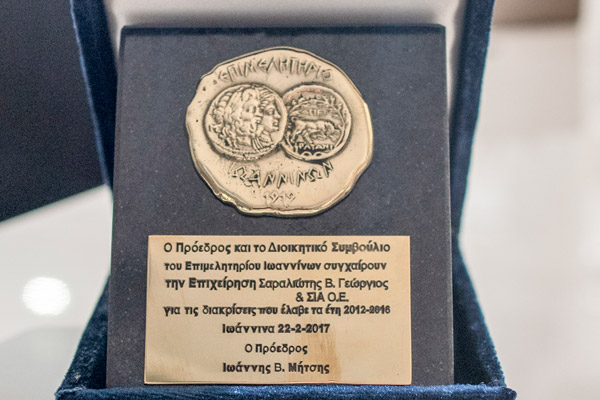 ΕΠΙΜΕΛΗΤΗΡΙΟ
ΙΩΑΝΝΙΝΩΝ
1919
Ο Πρόεδρος και το Διοικητικό Συμβούλιο
του Επιμελητηρίου Ιωαννίνων συγχαίρουν
την Επιχείρηση Σαραλιώτης Β. Γεώργιος
& ΣΙΑ Ο.Ε.
για τις διακρίσεις που έλαβε τα έτη 2012-2016
Ιωάννινα 22-2-2017
Ο Πρόεδρος
Ιωάννης Β. Μήτσης